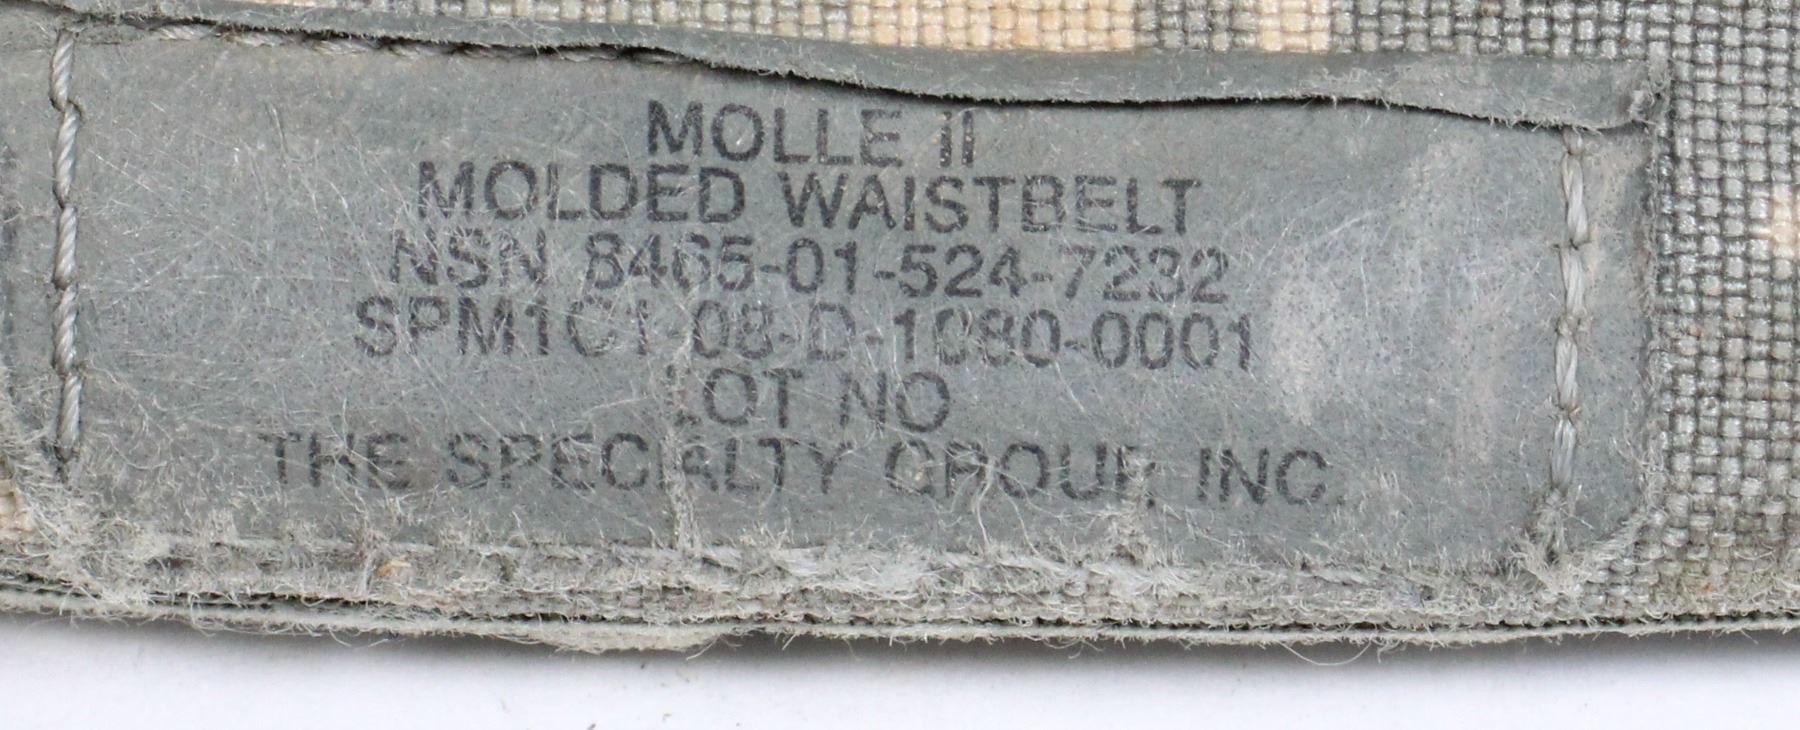 MOLLE II
MOLDED WAISTBELT
NSN 8465-01-524-7232
SPM1C1-08-D-1080-0001
LOT NO
THE SPECIALTY GROUP, INC